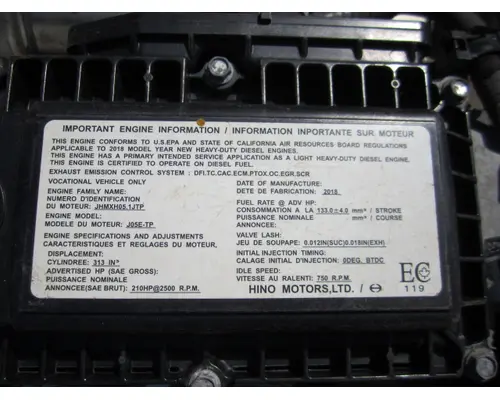 IMPORTANT ENGINE INFORMATION / INFORMATION INPORTANTE SUR MOTEUR
THIS ENGINE CONFORMS TO U.S.EPA AND STATE OF CALIFORNIA AIR RESOURCES BOARD REGULATIONS
APPLICABLE TO 2018 MODEL YEAR NEW HEAVY-DUTY DIESEL ENGINES.
THIS ENGINE HAS A PRIMARY INTENDED SERVICE APPLICATION AS A LIGHT HEAVY-DUTY DIESEL ENGINE.
THIS ENGINE IS CERTIFIED TO OPERATE ON DIESEL FUEL.
EXHAUST EMISSION CONTROL SYSTEM : DFI.TC.CAC.ECM.PTOX.OC.EGR.SCR
VOCATIONAL VEHICLE ONLY
ENGINE FAMILY NAME:
NUMERO D'IDENTIFICATION
DU MOTEUR: JHMXH05.1JTP
ENGINE MODEL:
MODELE DU MOTEUR: J05E-TP
ENGINE SPECIFICATIONS AND ADJUSTMENTS
CARACTERISTIQUES ET REGLAGES DU MOTEUR
DISPLACEMENT:
CYLINDREE: 313 IN³
ADVERTISED HP (SAE GROSS):
PUISSANCE NOMINALE
ANNONCEE(SAE BRUT): 210HP@2500 R.P.M.
DATE OF MANUFACTURE:
DATE DE FABRICATION: 2018
FUEL RATE @ ADV HP:
CONSOMMATION A LA 133.0±4.0 mm³ / STROKE
PUISSANCE NOMINALE mm³ / COURSE
ANNONCEE:
VALVE LASH:
JEU DE SOUPAPE: 0.012IN(SUC)0.018IN(EXH)
INITIAL INJECTION TIMING:
CALAGE INITIAL D'INJECTION: 0DEG. BTDC
IDLE SPEED:
VITESSE AU RALENTI: 750 R.P.M.
HINO MOTORS,LTD. /
EC
119